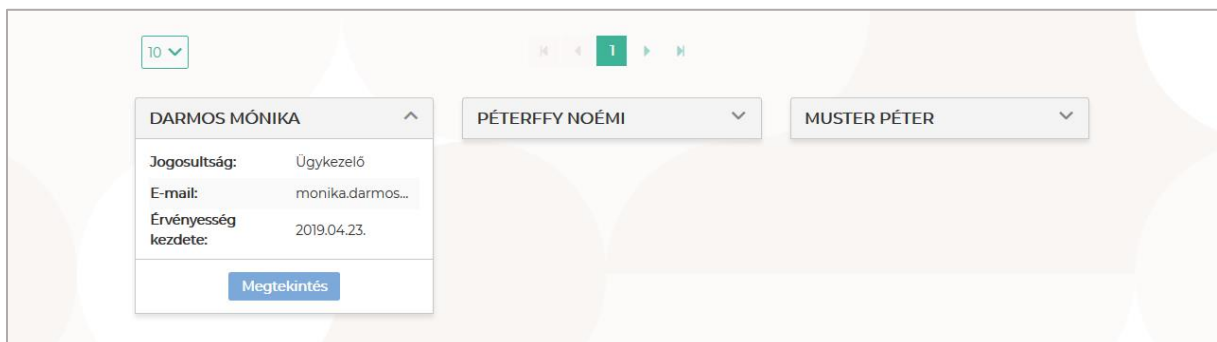 10
1
DARMOS MÓNIKA
PÉTERFFY NOÉMI
MUSTER PÉTER
Jogosultság: Ügykezelő
E-mail: monika.darmos...
Érvényesség
kezdete: 2019.04.23.
Megtekintés